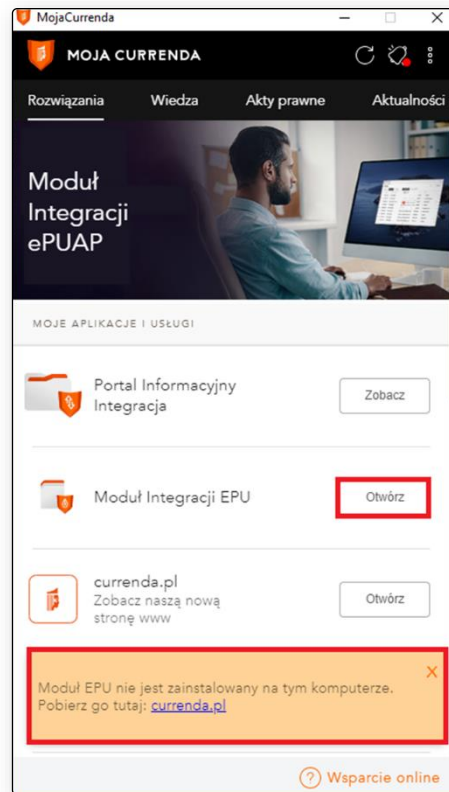 MojaCurrenda
MOJA CURRENDA
Rozwiązania Wiedza Akty prawne Aktualności
Moduł
Integracji
ePUAP
MOJE APLIKACJE I USŁUGI
Portal Informacyjny
Integracja
Zobacz
Moduł Integracji EPU
Otwórz
currenda.pl
Zobacz naszą nową
stronę www
Otwórz
Moduł EPU nie jest zainstalowany na tym komputerze.
Pobierz go tutaj: currenda.pl
Wsparcie online